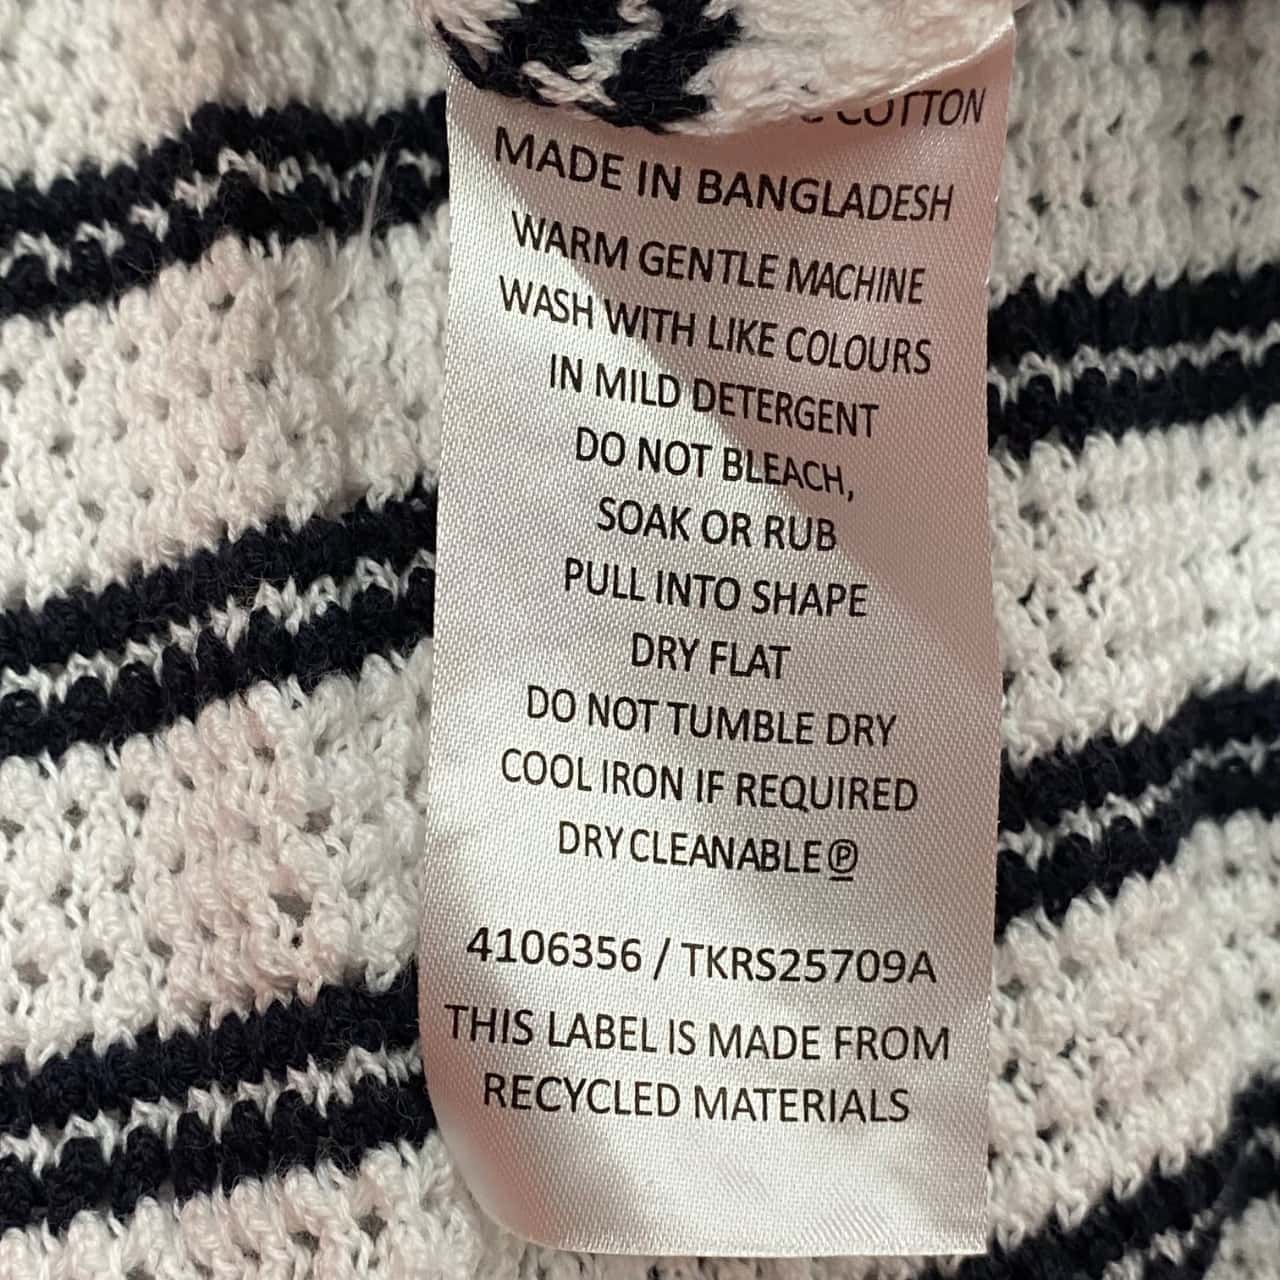 COTTON
MADE IN BANGLADESH
WARM GENTLE MACHINE
WASH WITH LIKE COLOURS
IN MILD DETERGENT
DO NOT BLEACH,
SOAK OR RUB
PULL INTO SHAPE
DRY FLAT
DO NOT TUMBLE DRY
COOL IRON IF REQUIRED
DRYCLEANABLEⓅ
4106356 / TKRS25709A
THIS LABEL IS MADE FROM
RECYCLED MATERIALS